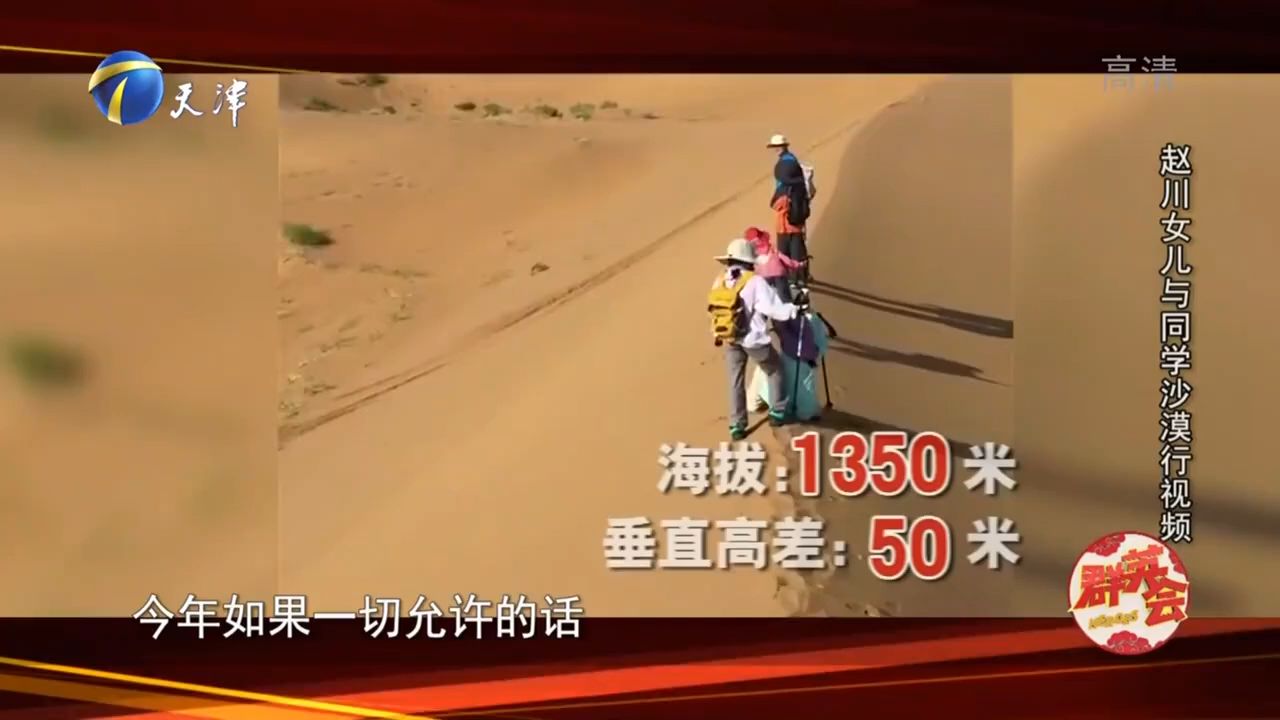 天津
高清
赵川女儿与同学沙漠行视频
海拔:1350米
垂直高差:50米
群英会
今年如果一切允许的话